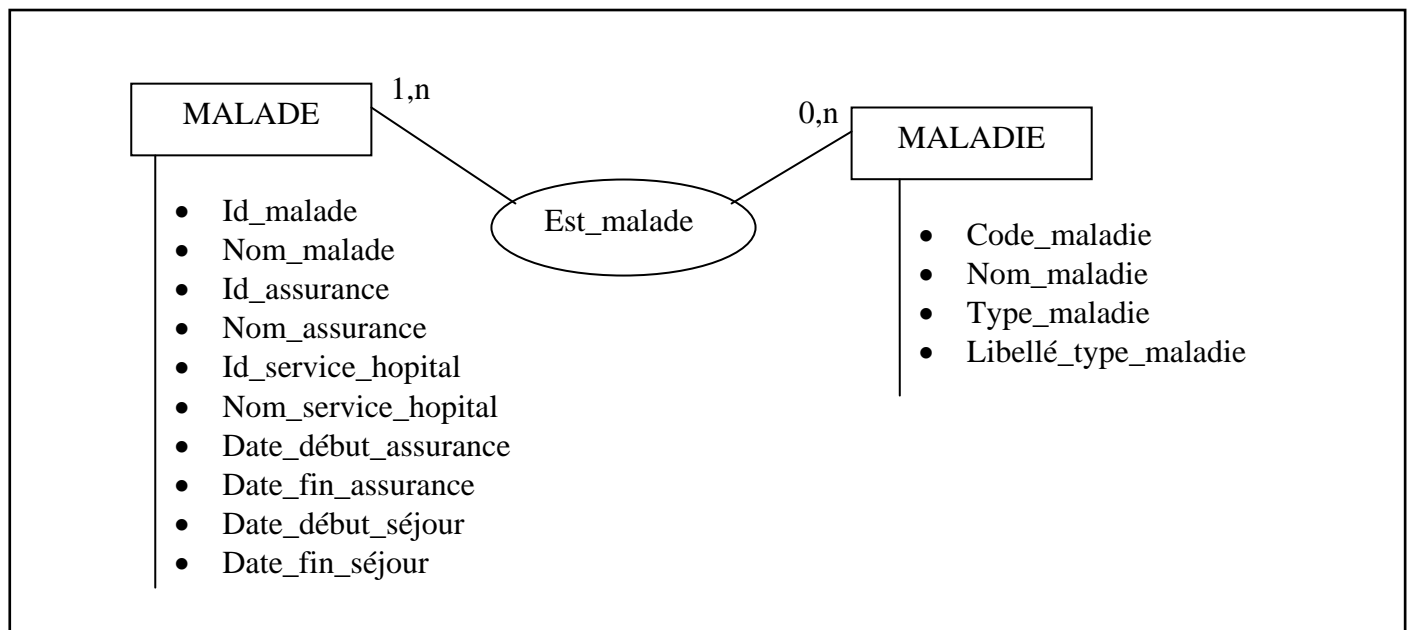 MALADE
1,n
• Id_malade
• Nom_malade
• Id_assurance
• Nom_assurance
• Id_service_hopital
• Nom_service_hopital
• Date_début_assurance
• Date_fin_assurance
• Date_début_séjour
• Date_fin_séjour
Est_malade
0,n
MALADIE
• Code_maladie
• Nom_maladie
• Type_maladie
• Libellé_type_maladie